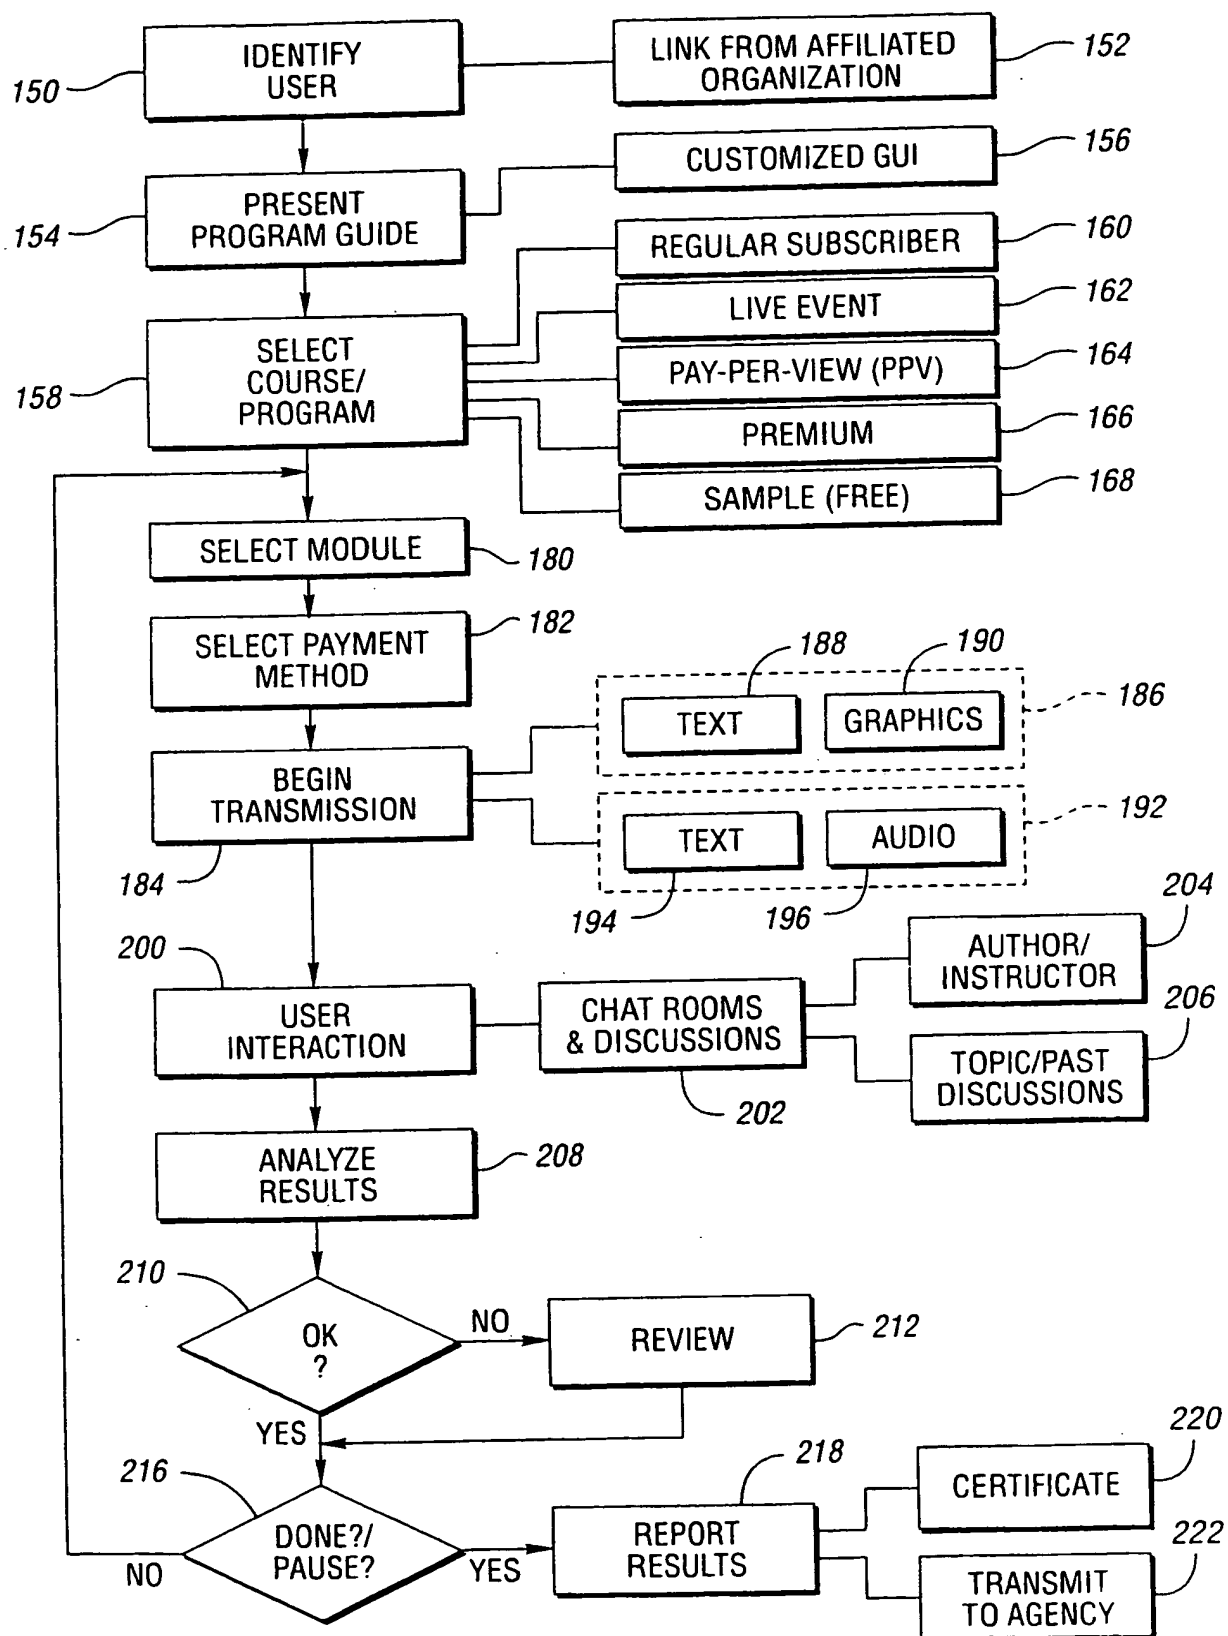 IDENTIFY
USER
150
LINK FROM AFFILIATED
ORGANIZATION
152
PRESENT
PROGRAM GUIDE
154
CUSTOMIZED GUI
156
SELECT
COURSE/
PROGRAM
158
REGULAR SUBSCRIBER
160
LIVE EVENT
162
PAY-PER-VIEW (PPV)
164
PREMIUM
166
SAMPLE (FREE)
168
SELECT MODULE
180
SELECT PAYMENT
METHOD
182
BEGIN
TRANSMISSION
184
188
190
TEXT
GRAPHICS
186
TEXT
AUDIO
192
194
196
200
USER
INTERACTION
CHAT ROOMS
& DISCUSSIONS
202
204
AUTHOR/
INSTRUCTOR
206
TOPIC/PAST
DISCUSSIONS
ANALYZE
RESULTS
208
210
OK
?
NO
REVIEW
212
YES
216
DONE?/
PAUSE?
NO
YES
218
REPORT
RESULTS
220
CERTIFICATE
222
TRANSMIT
TO AGENCY